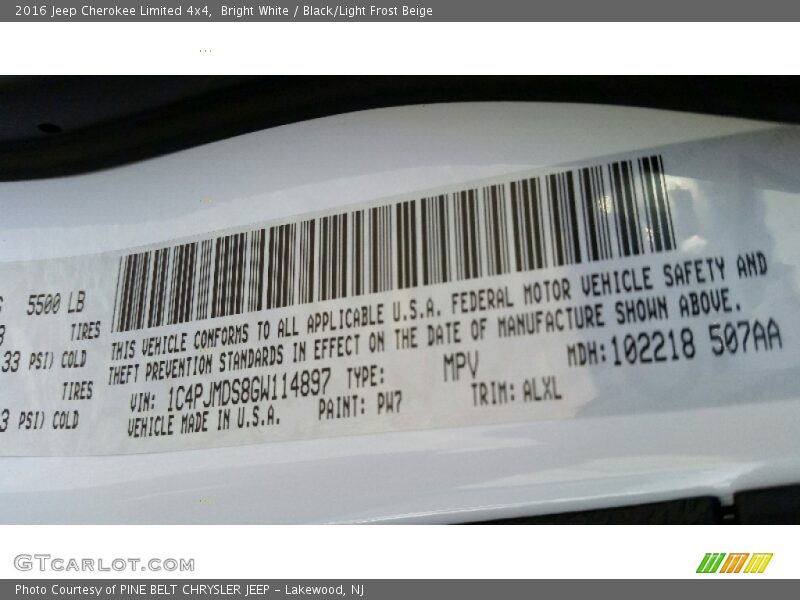 2016 Jeep Cherokee Limited 4x4, Bright White / Black/Light Frost Beige
5500 LB
TIRES
33 PSI) COLD
TIRES
3 PSI) COLD
THIS VEHICLE CONFORMS TO ALL APPLICABLE U.S.A. FEDERAL MOTOR VEHICLE SAFETY AND
THEFT PREVENTION STANDARDS IN EFFECT ON THE DATE OF MANUFACTURE SHOWN ABOVE.
VIN: 1C4PJMDS8GW114897 TYPE: MPV MDH: 102218 507AA
VEHICLE MADE IN U.S.A. PAINT: PW7 TRIM: ALXL
GTCarLot.com
Photo Courtesy of PINE BELT CHRYSLER JEEP - Lakewood, NJ